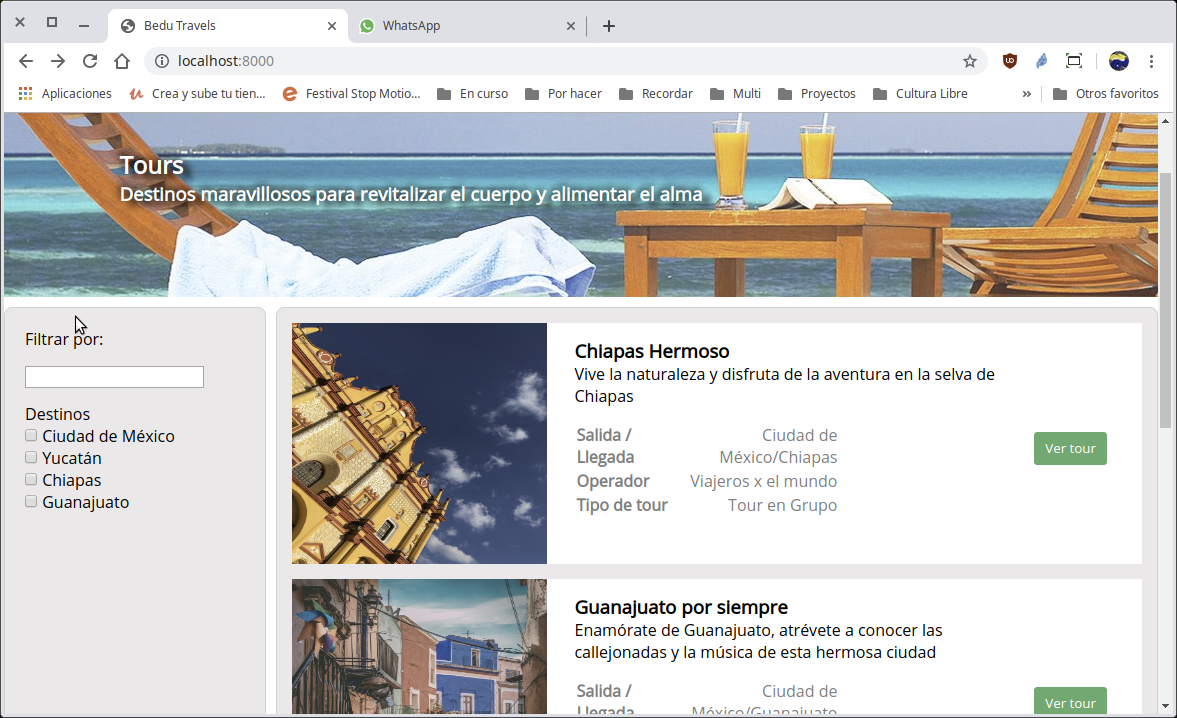 Bedu Travels
WhatsApp
localhost:8000
Aplicaciones
Crea y sube tu tien...
Festival Stop Motio...
En curso
Por hacer
Recordar
Multi
Proyectos
Cultura Libre
»
Otros favoritos
Tours
Destinos maravillosos para revitalizar el cuerpo y alimentar el alma
Filtrar por:
Destinos
Ciudad de México
Yucatán
Chiapas
Guanajuato
Chiapas Hermoso
Vive la naturaleza y disfruta de la aventura en la selva de
Chiapas
Salida / Ciudad de
Llegada México/Chiapas
Operador Viajeros x el mundo
Tipo de tour Tour en Grupo
Ver tour
Guanajuato por siempre
Enamórate de Guanajuato, atrévete a conocer las
callejonadas y la música de esta hermosa ciudad
Salida / Ciudad de
Llegada México/Guanajuato
Ver tour